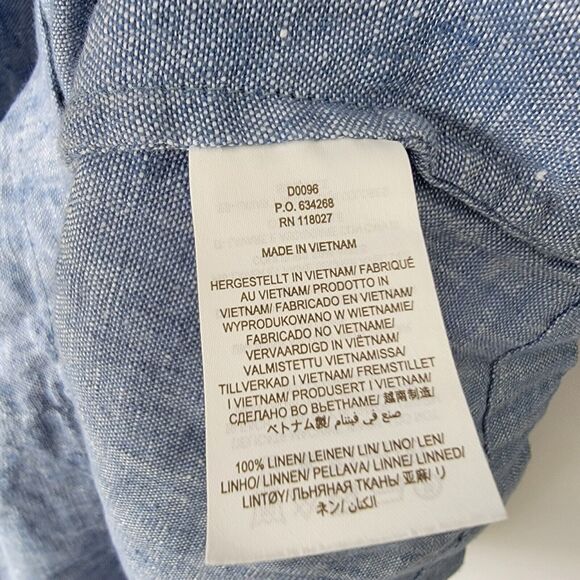 D0096
P.O. 634268
RN 118027
MADE IN VIETNAM
HERGESTELLT IN VIETNAM/ FABRIQUÉ
AU VIETNAM/ PRODOTTO IN
VIETNAM/ FABRICADO EN VIETNAM/
WYPRODUKOWANO W WIETNAMIE/
FABRICADO NO VIETNAME/
VERVAARDIGD IN VIËTNAM/
VALMISTETTU VIETNAMISSA/
TILLVERKAD I VIETNAM/ FREMSTILLET
I VIETNAM/ PRODUSERT I VIETNAM/
СДЕЛАНО ВО ВЬЕТНАМЕ/ 越南制造/
ベトナム製/ صنع في فيتنام
100% LINEN/ LEINEN/ LIN/ LINO/ LEN/
LINHO/ LINNEN/ PELLAVA/ LINNE/ LINNED/
LINTØY/ ЛЬНЯНАЯ ТКАНЬ/ 亚麻/ リ
ネン/ الكتان